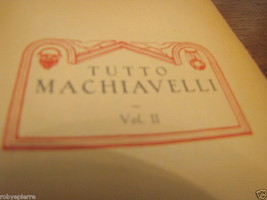 TUTTO
MACHIAVELLI
Vol. II
robyepierre